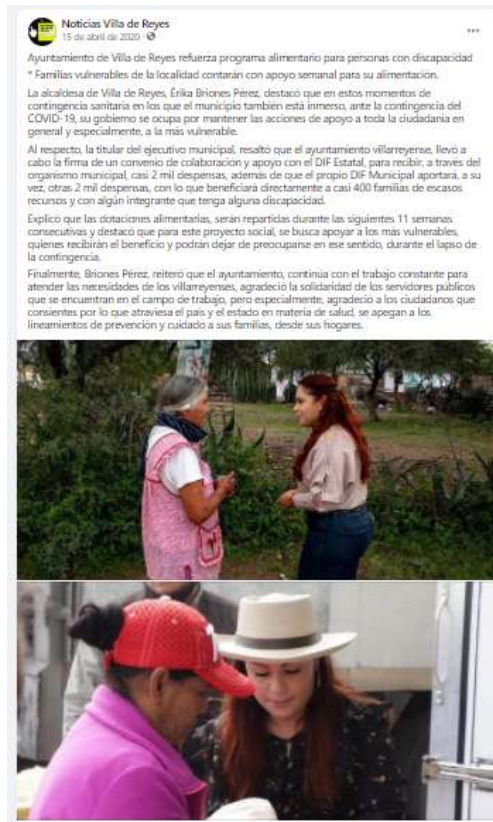 Noticias Villa de Reyes
15 de abril de 2020
Ayuntamiento de Villa de Reyes refuerza programa alimentario para personas con discapacidad
* Familias vulnerables de la localidad contarán con apoyo semanal para su alimentación.
La alcaldesa de Villa de Reyes, Érika Briones Pérez, destacó que en estos momentos de
contingencia sanitaria en los que el municipio también está inmerso, ante la contingencia del
COVID-19, su gobierno se ocupa por mantener las acciones de apoyo a toda la ciudadanía en
general y especialmente, a la más vulnerable.
Al respecto, la titular del ejecutivo municipal, resaltó que el ayuntamiento villarreyense, llevó a
cabo la firma de un convenio de colaboración y apoyo con el DIF Estatal, para recibir, a través del
organismo municipal, casi 2 mil despensas, además de que el propio DIF Municipal aportará, a su
vez, otras 2 mil despensas, con lo que beneficiará directamente a casi 400 familias de escasos
recursos y con algún integrante que tenga alguna discapacidad.
Explicó que las dotaciones alimentarias, serán repartidas durante las siguientes 11 semanas
consecutivas y destacó que para este proyecto social, se busca apoyar a los más vulnerables,
quienes recibirán el beneficio y podrán dejar de preocuparse en ese sentido, durante el lapso de
la contingencia.
Finalmente, Briones Pérez, reiteró que el ayuntamiento, continúa con el trabajo constante para
atender las necesidades de los villarreyenses, agradeció la solidaridad de los servidores públicos
que se encuentran en el campo de trabajo, pero especialmente, agradeció a los ciudadanos que
consientes por lo que atraviesa el país y el estado en materia de salud, se apegan a los
lineamientos de prevención y cuidado a sus familias, desde sus hogares.